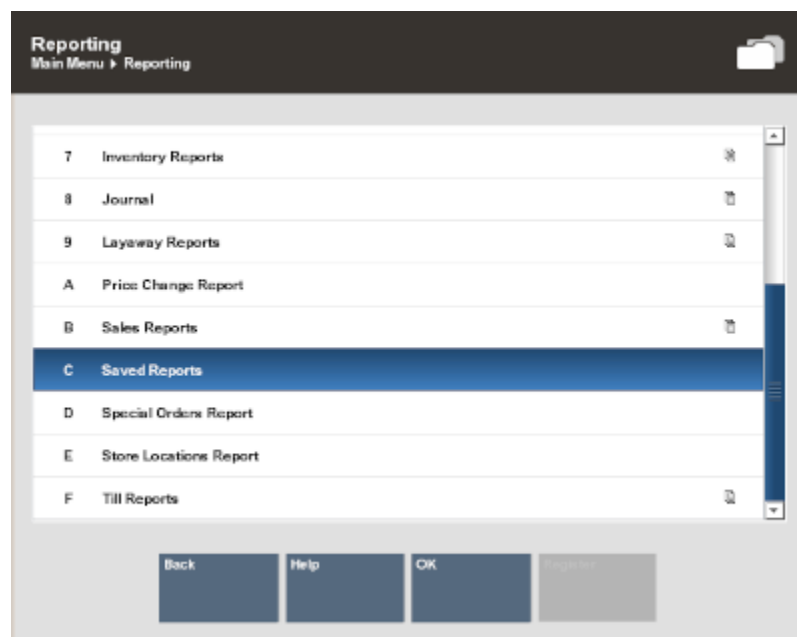 Reporting
Main Menu ▸ Reporting
7 Inventory Reports
8 Journal
9 Layaway Reports
A Price Change Report
B Sales Reports
C Saved Reports
D Special Orders Report
E Store Locations Report
F Till Reports
Back Help OK Register